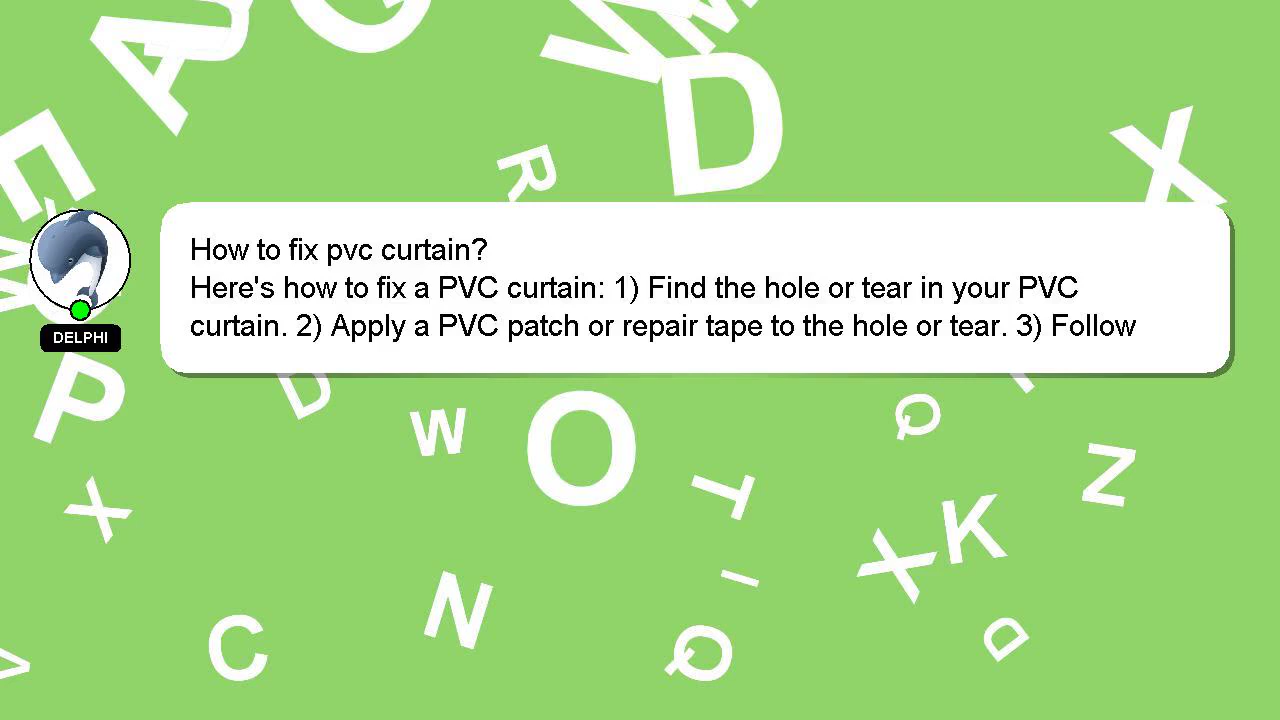 A
G
V
M
D
E
R
X
How to fix pvc curtain?
Here's how to fix a PVC curtain: 1) Find the hole or tear in your PVC
curtain. 2) Apply a PVC patch or repair tape to the hole or tear. 3) Follow
DELPHI
P
D
W
O
Q
T
Z
X
K
X
I
N
C
Q
D
V